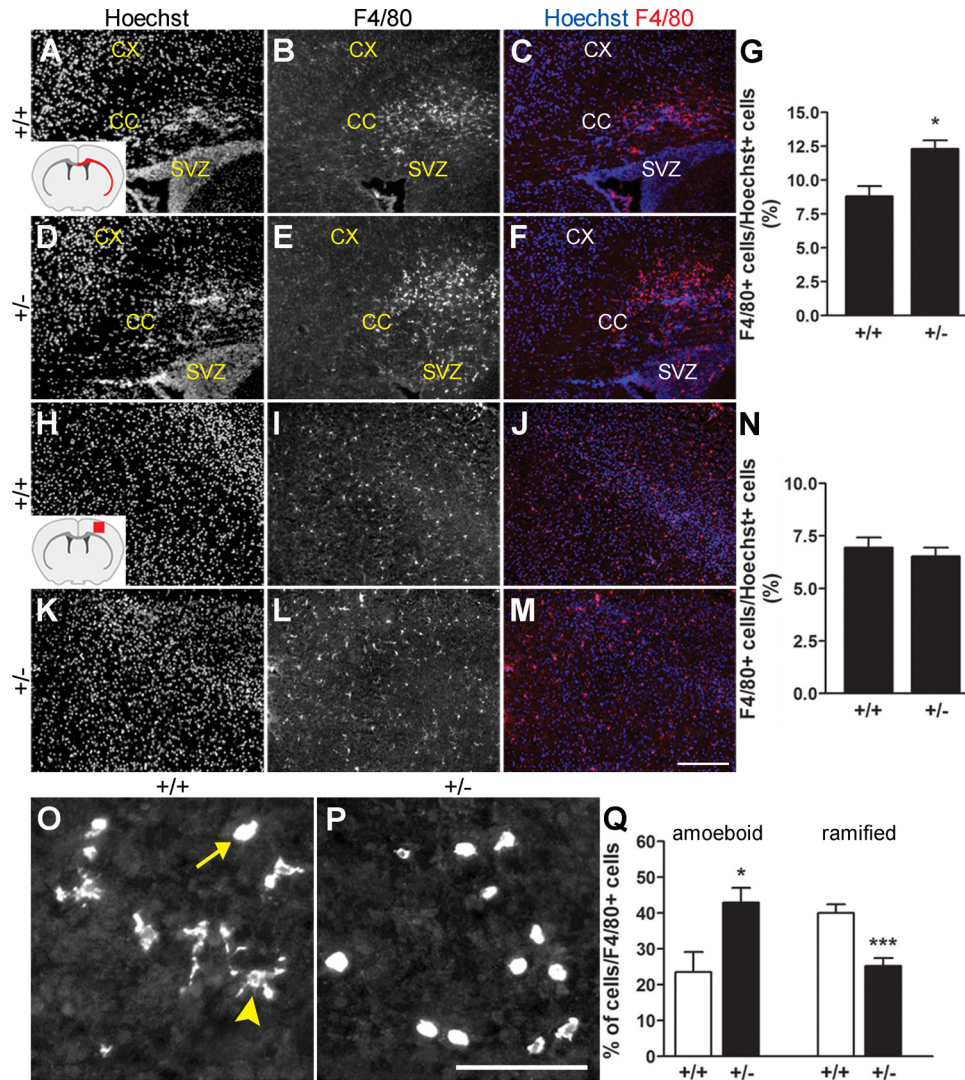 Hoechst F4/80 Hoechst F4/80
A CX CC SVZ
B CX CC SVZ
C CX CC SVZ
+/+
G
F4/80+ cells/Hoechst+ cells
(%)
15.0
12.5
10.0
7.5
5.0
2.5
0.0
*
+/+ +/-
D CX CC SVZ
E CX CC SVZ
F CX CC SVZ
+/-
H I J
+/+
N
F4/80+ cells/Hoechst+ cells
(%)
10.0
7.5
5.0
2.5
0.0
+/+ +/-
K L M
+/-
+/+ +/-
O P
Q
amoeboid ramified
% of cells/F4/80+ cells
60
50
40
30
20
10
0
* ***
+/+ +/- +/+ +/-